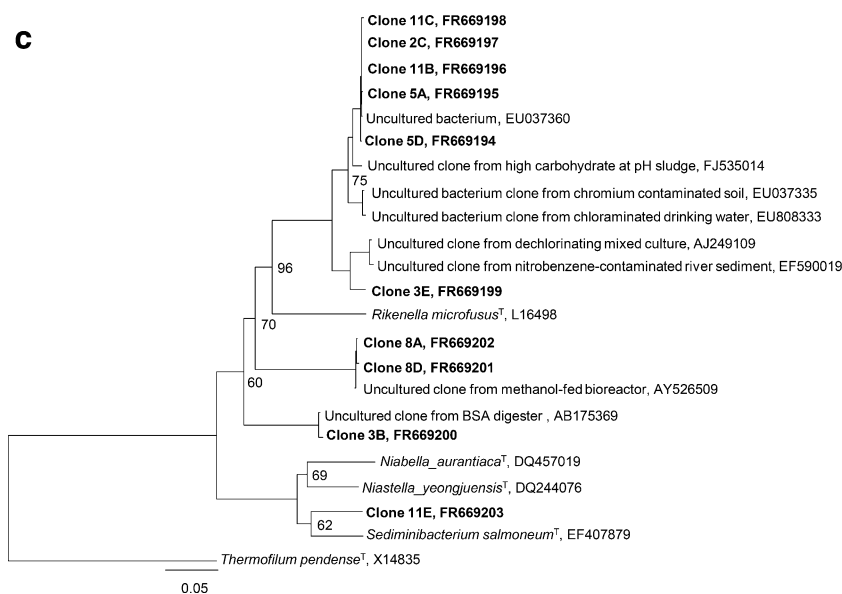 c
Clone 11C, FR669198
Clone 2C, FR669197
Clone 11B, FR669196
Clone 5A, FR669195
Uncultured bacterium, EU037360
Clone 5D, FR669194
Uncultured clone from high carbohydrate at pH sludge, FJ535014
75
Uncultured bacterium clone from chromium contaminated soil, EU037335
Uncultured bacterium clone from chloraminated drinking water, EU808333
Uncultured clone from dechlorinating mixed culture, AJ249109
Uncultured clone from nitrobenzene-contaminated river sediment, EF590019
96
Clone 3E, FR669199
Rikenella microfususT, L16498
70
Clone 8A, FR669202
Clone 8D, FR669201
60
Uncultured clone from methanol-fed bioreactor, AY526509
Uncultured clone from BSA digester , AB175369
Clone 3B, FR669200
Niabella_aurantiacaT, DQ457019
69
Niastella_yeongjuensisT, DQ244076
Clone 11E, FR669203
62
Sediminibacterium salmoneumT, EF407879
Thermofilum pendenseT, X14835
0.05